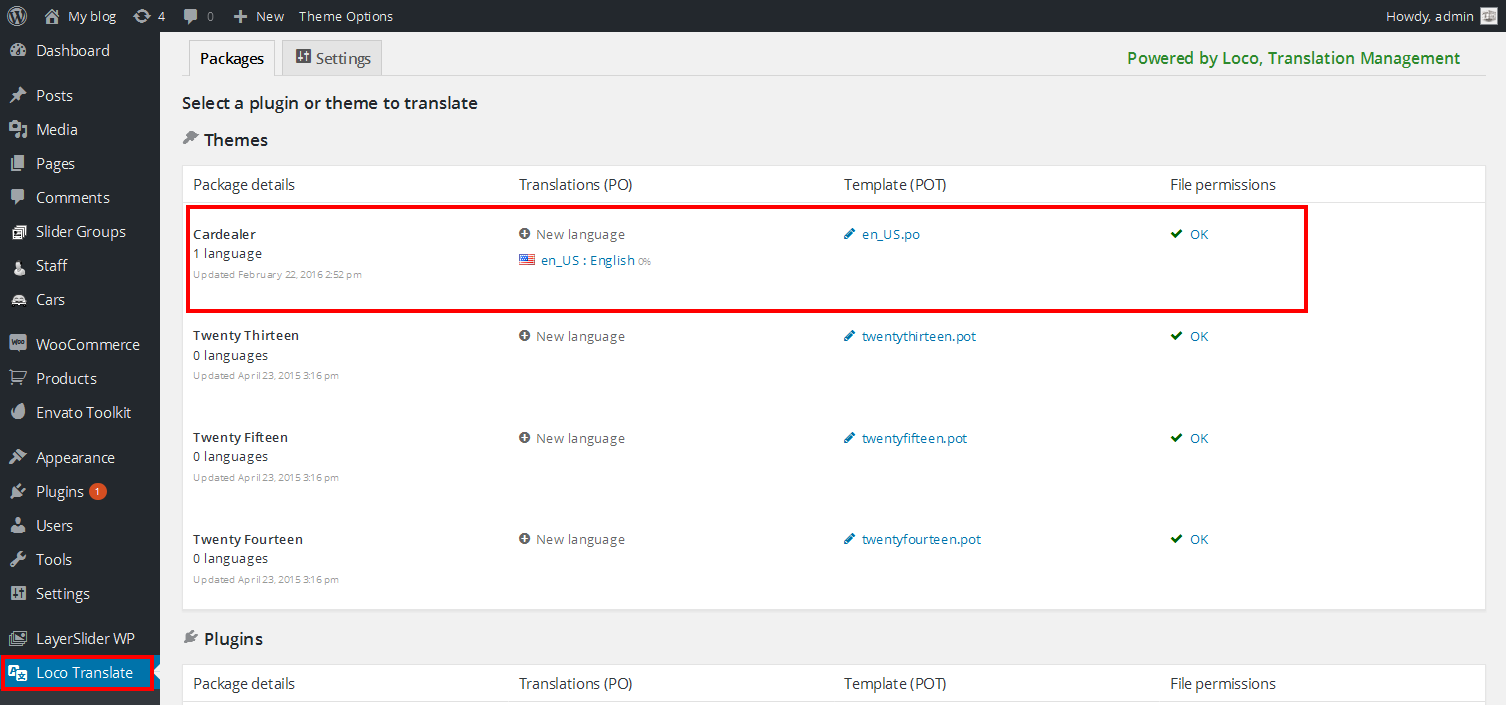 My blog 4 0 New Theme Options Howdy, admin
Dashboard
Posts
Media
Pages
Comments
Slider Groups
Staff
Cars
WooCommerce
Products
Envato Toolkit
Appearance
Plugins 1
Users
Tools
Settings
LayerSlider WP
Loco Translate
Packages Settings Powered by Loco, Translation Management
Select a plugin or theme to translate
Themes
Package details Translations (PO) Template (POT) File permissions
Cardealer New language en_US.po OK
1 language en_US : English 0%
Updated February 22, 2016 2:52 pm
Twenty Thirteen New language twentythirteen.pot OK
0 languages
Updated April 23, 2015 3:16 pm
Twenty Fifteen New language twentyfifteen.pot OK
0 languages
Updated April 23, 2015 3:16 pm
Twenty Fourteen New language twentyfourteen.pot OK
0 languages
Updated April 23, 2015 3:16 pm
Plugins
Package details Translations (PO) Template (POT) File permissions